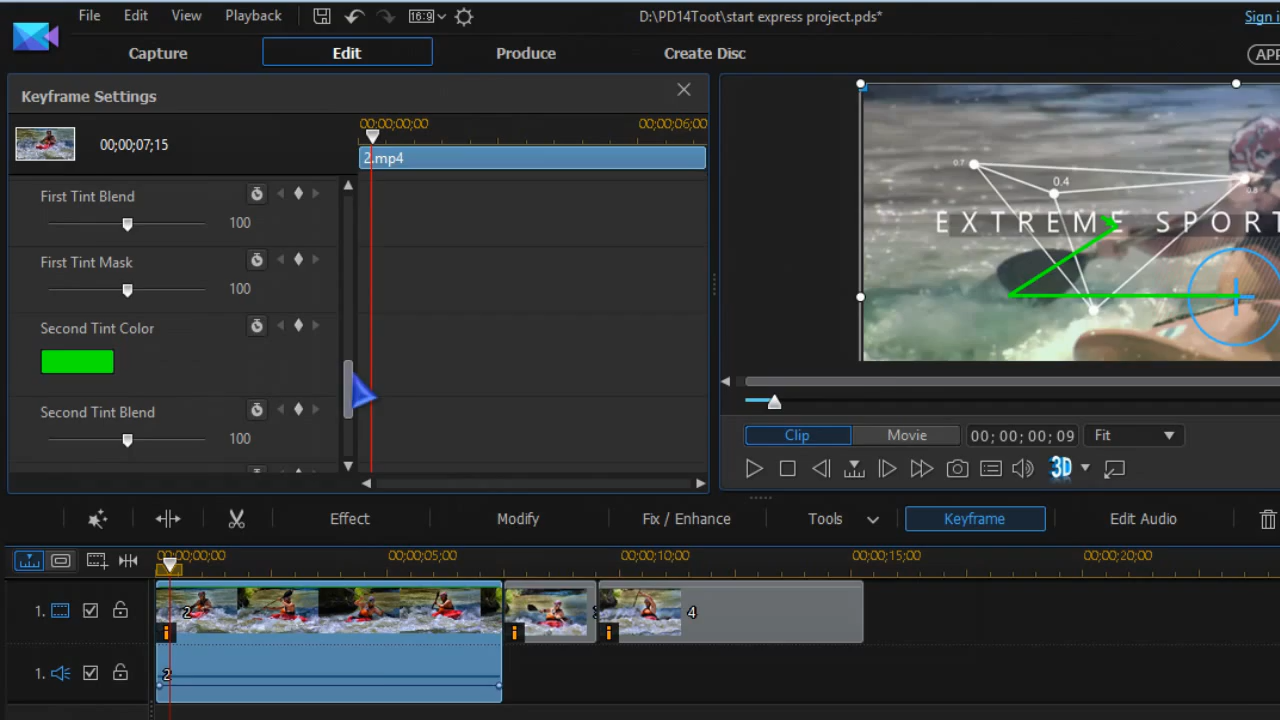 File Edit View Playback 16:9 D:\PD14Toot\start express project.pds* Sign i
Capture Edit Produce Create Disc APP
Keyframe Settings
00;00;07;15
00;00;00;00 00;00;06;00
2.mp4
First Tint Blend
100
First Tint Mask
100
Second Tint Color
Second Tint Blend
100
0.7
0.4
0.8
EXTREME SPORT
Clip Movie 00; 00; 00; 09 Fit
3D
Effect Modify Fix / Enhance Tools Keyframe Edit Audio
00;00;00;00 00;00;05;00 00;00;10;00 00;00;15;00 00;00;20;00
1. 2 4
i i i
1. 2